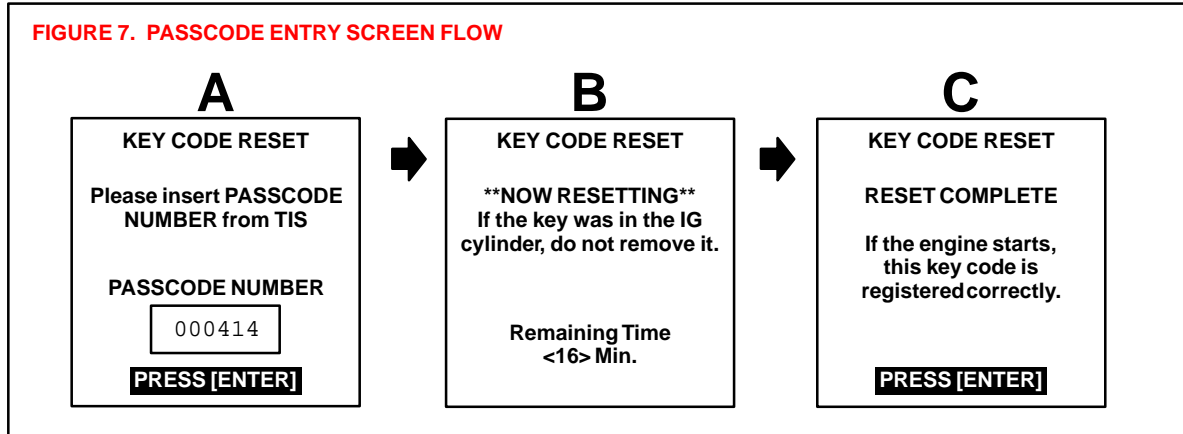 FIGURE 7. PASSCODE ENTRY SCREEN FLOW
A
KEY CODE RESET
Please insert PASSCODE
NUMBER from TIS
PASSCODE NUMBER
000414
PRESS [ENTER]
B
KEY CODE RESET
**NOW RESETTING**
If the key was in the IG
cylinder, do not remove it.
Remaining Time
<16> Min.
C
KEY CODE RESET
RESET COMPLETE
If the engine starts,
this key code is
registered correctly.
PRESS [ENTER]